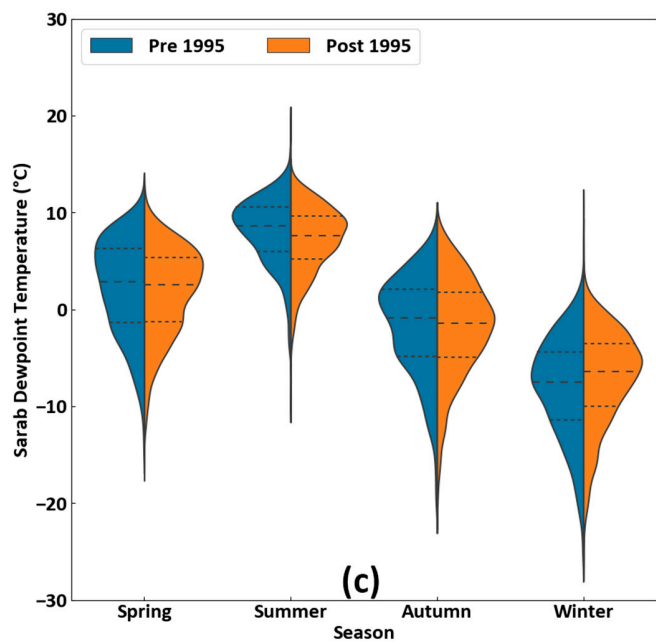 Pre 1995 Post 1995
Sarab Dewpoint Temperature (°C)
30
20
10
0
−10
−20
−30
(c)
Spring Summer Autumn Winter
Season